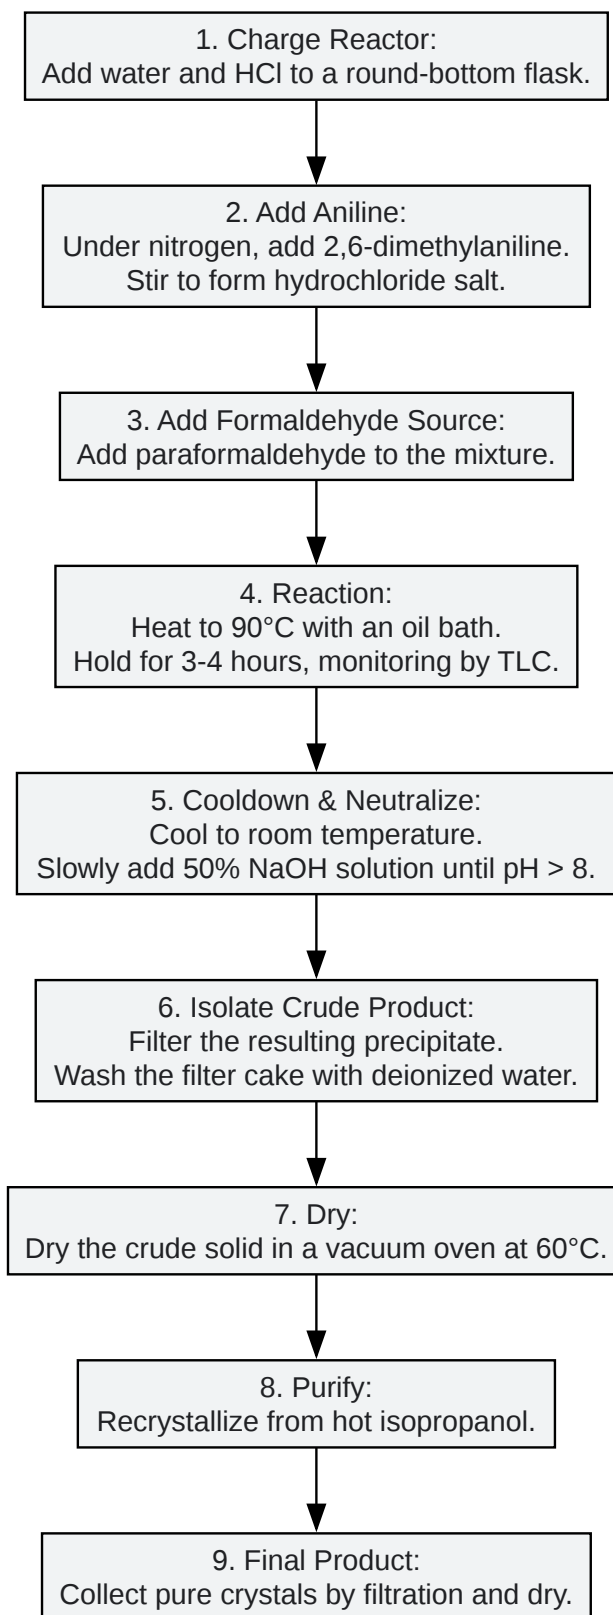 1. Charge Reactor:
Add water and HCl to a round-bottom flask.
2. Add Aniline:
Under nitrogen, add 2,6-dimethylaniline.
Stir to form hydrochloride salt.
3. Add Formaldehyde Source:
Add paraformaldehyde to the mixture.
4. Reaction:
Heat to 90°C with an oil bath.
Hold for 3-4 hours, monitoring by TLC.
5. Cooldown & Neutralize:
Cool to room temperature.
Slowly add 50% NaOH solution until pH > 8.
6. Isolate Crude Product:
Filter the resulting precipitate.
Wash the filter cake with deionized water.
7. Dry:
Dry the crude solid in a vacuum oven at 60°C.
8. Purify:
Recrystallize from hot isopropanol.
9. Final Product:
Collect pure crystals by filtration and dry.